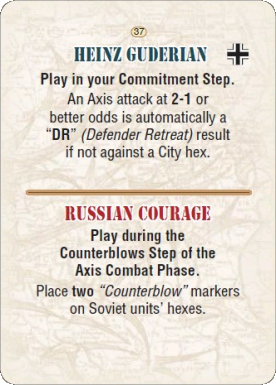 37
HEINZ GUDERIAN
Play in your Commitment Step.
An Axis attack at 2-1 or
better odds is automatically a
“DR” (Defender Retreat) result
if not against a City hex.
RUSSIAN COURAGE
Play during the
Counterblows Step of the
Axis Combat Phase.
Place two “Counterblow” markers
on Soviet units’ hexes.